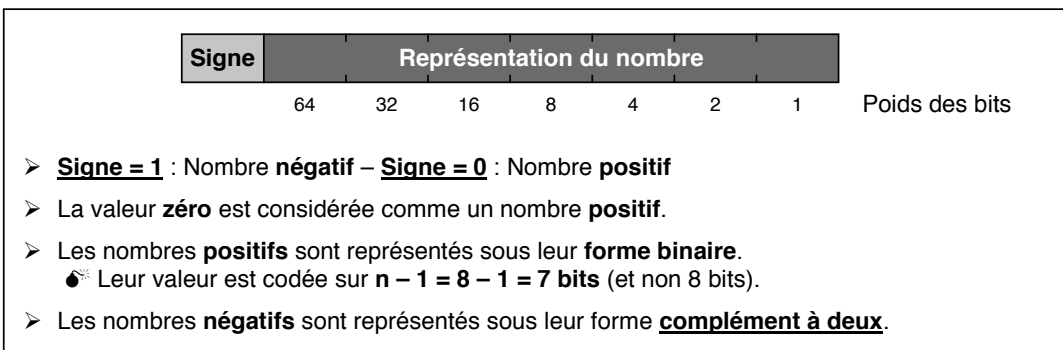 Signe Représentation du nombre
64 32 16 8 4 2 1 Poids des bits
➢ Signe = 1 : Nombre négatif – Signe = 0 : Nombre positif
➢ La valeur zéro est considérée comme un nombre positif.
➢ Les nombres positifs sont représentés sous leur forme binaire.
💣 Leur valeur est codée sur n – 1 = 8 – 1 = 7 bits (et non 8 bits).
➢ Les nombres négatifs sont représentés sous leur forme complément à deux.